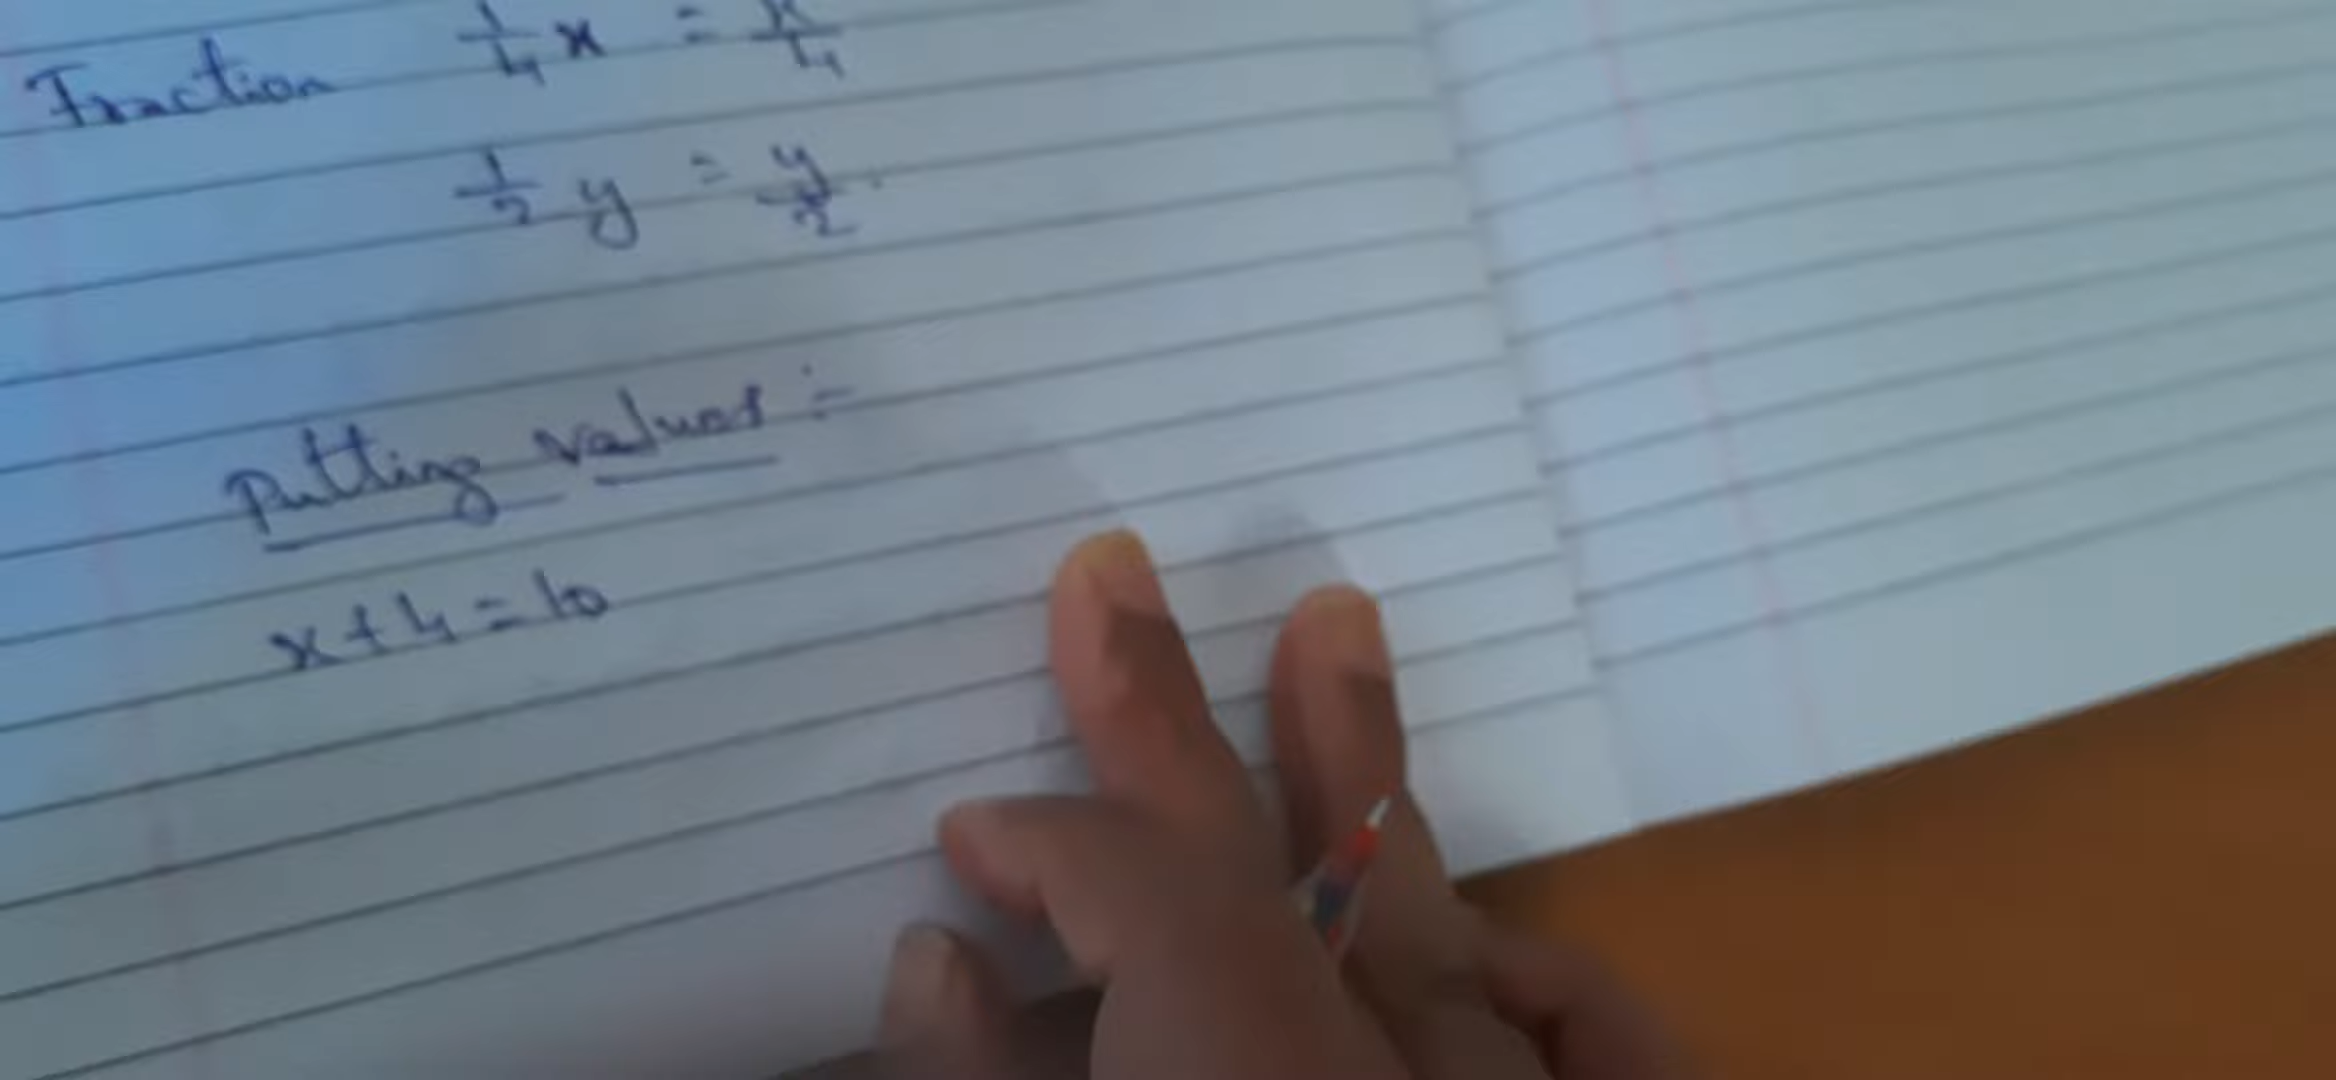 Fraction 1/4 x = x/4
1/2 y = y/2.
Putting values :-
x + 4 = 10